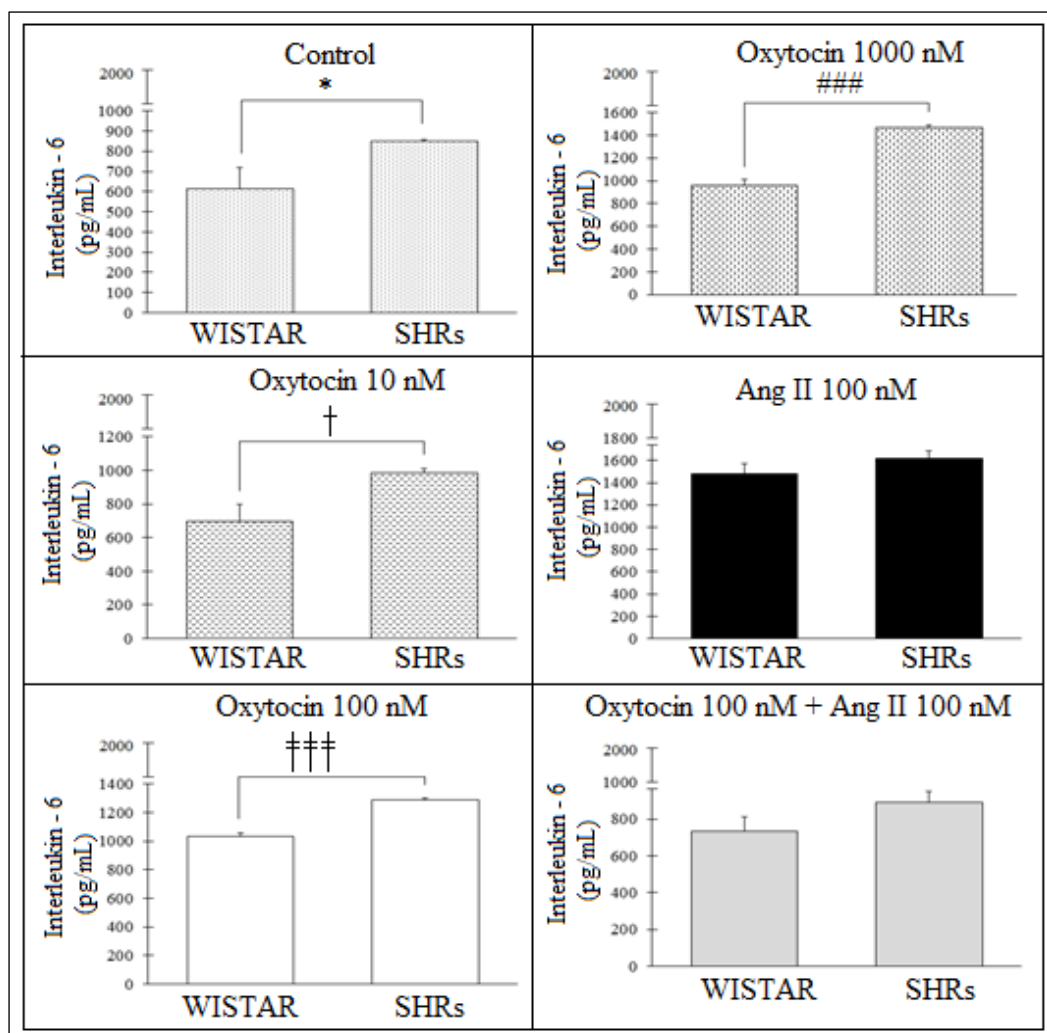 Control
*
Interleukin - 6
(pg/mL)
2000
1000
900
800
700
600
500
400
300
200
100
0
WISTAR SHRs
Oxytocin 1000 nM
###
Interleukin - 6
(pg/mL)
2000
1600
1400
1200
1000
800
600
400
200
0
WISTAR SHRs
Oxytocin 10 nM
†
Interleukin - 6
(pg/mL)
2000
1200
1000
800
600
400
200
0
WISTAR SHRs
Ang II 100 nM
Interleukin - 6
(pg/mL)
2000
1800
1600
1400
1200
1000
800
600
400
200
0
WISTAR SHRs
Oxytocin 100 nM
‡‡‡
Interleukin - 6
(pg/mL)
2000
1400
1200
1000
800
600
400
200
0
WISTAR SHRs
Oxytocin 100 nM + Ang II 100 nM
Interleukin - 6
(pg/mL)
2000
1000
800
600
400
200
0
WISTAR SHRs